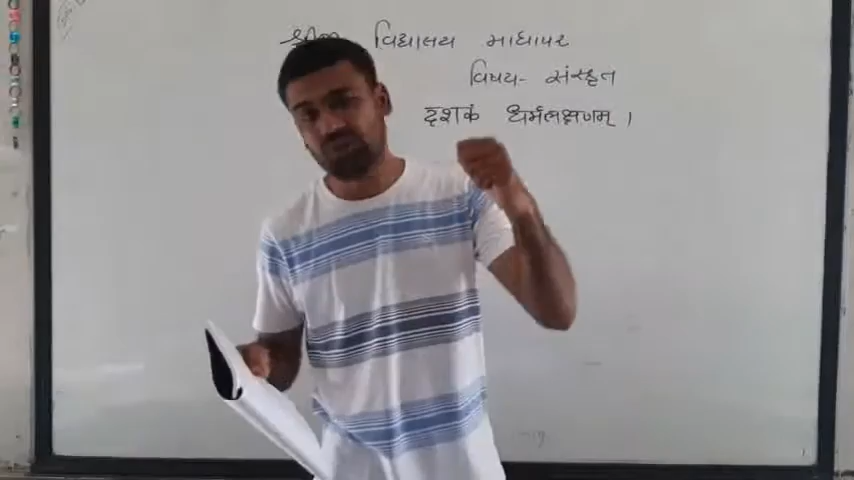 વિદ્યાલય માધાપર
વિષય- સંસ્કૃત
दशकं धर्मलक्षणम् ।